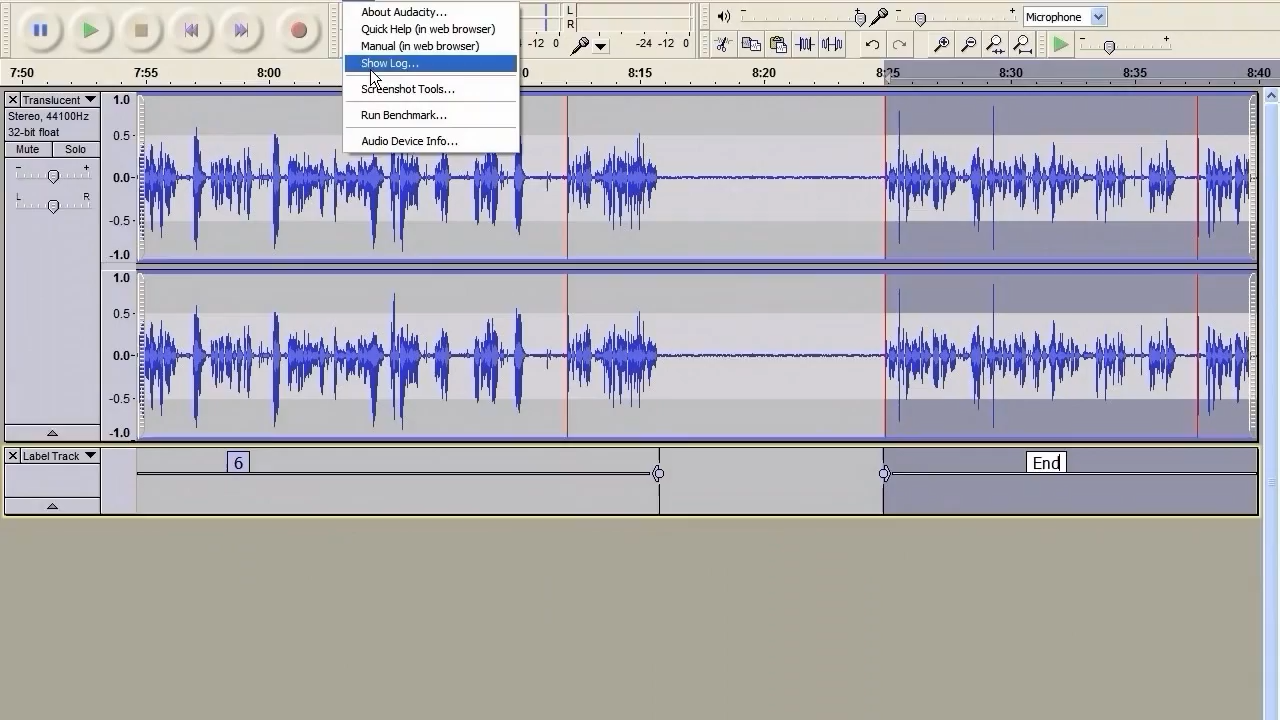 About Audacity...
Quick Help (in web browser)
Manual (in web browser)
Show Log...
Screenshot Tools...
Run Benchmark...
Audio Device Info...
L
R
-12 0
-24 -12 0
- +
- +
Microphone
7:50 7:55 8:00 0 8:15 8:20 8:25 8:30 8:35 8:40
Translucent
Stereo, 44100Hz
32-bit float
Mute Solo
- +
L R
1.0
0.5
0.0
-0.5
-1.0
1.0
0.5
0.0
-0.5
-1.0
- +
Label Track
6
End